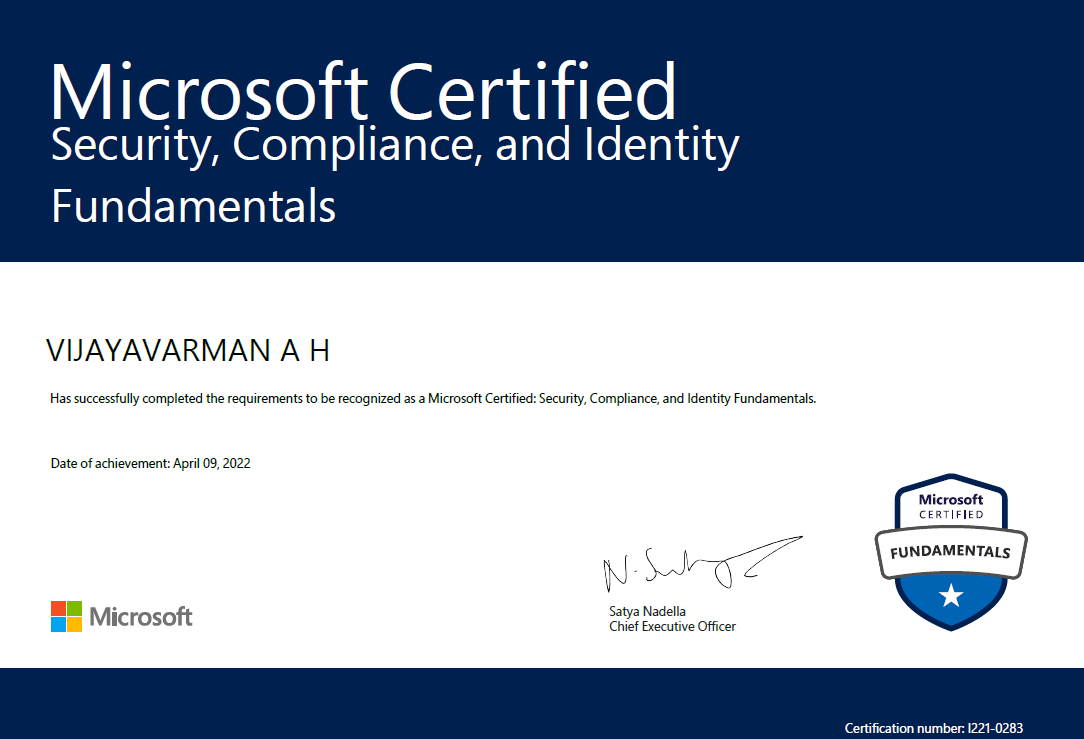 Microsoft Certified
Security, Compliance, and Identity
Fundamentals
VIJAYAVARMAN A H
Has successfully completed the requirements to be recognized as a Microsoft Certified: Security, Compliance, and Identity Fundamentals.
Date of achievement: April 09, 2022
Microsoft
CERTIFIED
FUNDAMENTALS
Microsoft
Satya Nadella
Chief Executive Officer
Certification number: I221-0283